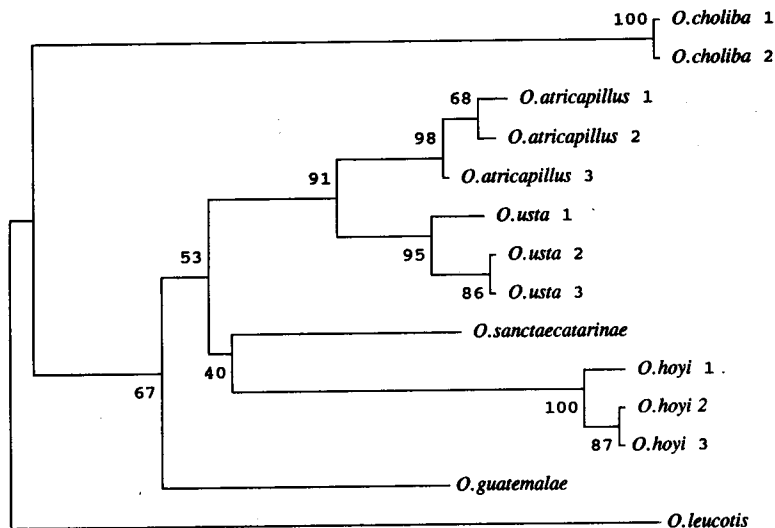 100 O.choliba 1
O.choliba 2
68 O.atricapillus 1
98 O.atricapillus 2
91 O.atricapillus 3
O.usta 1
53 95 O.usta 2
86 O.usta 3
O.sanctaecatarinae
40 O.hoyi 1
67 100 O.hoyi 2
87 O.hoyi 3
O.guatemalae
O.leucotis